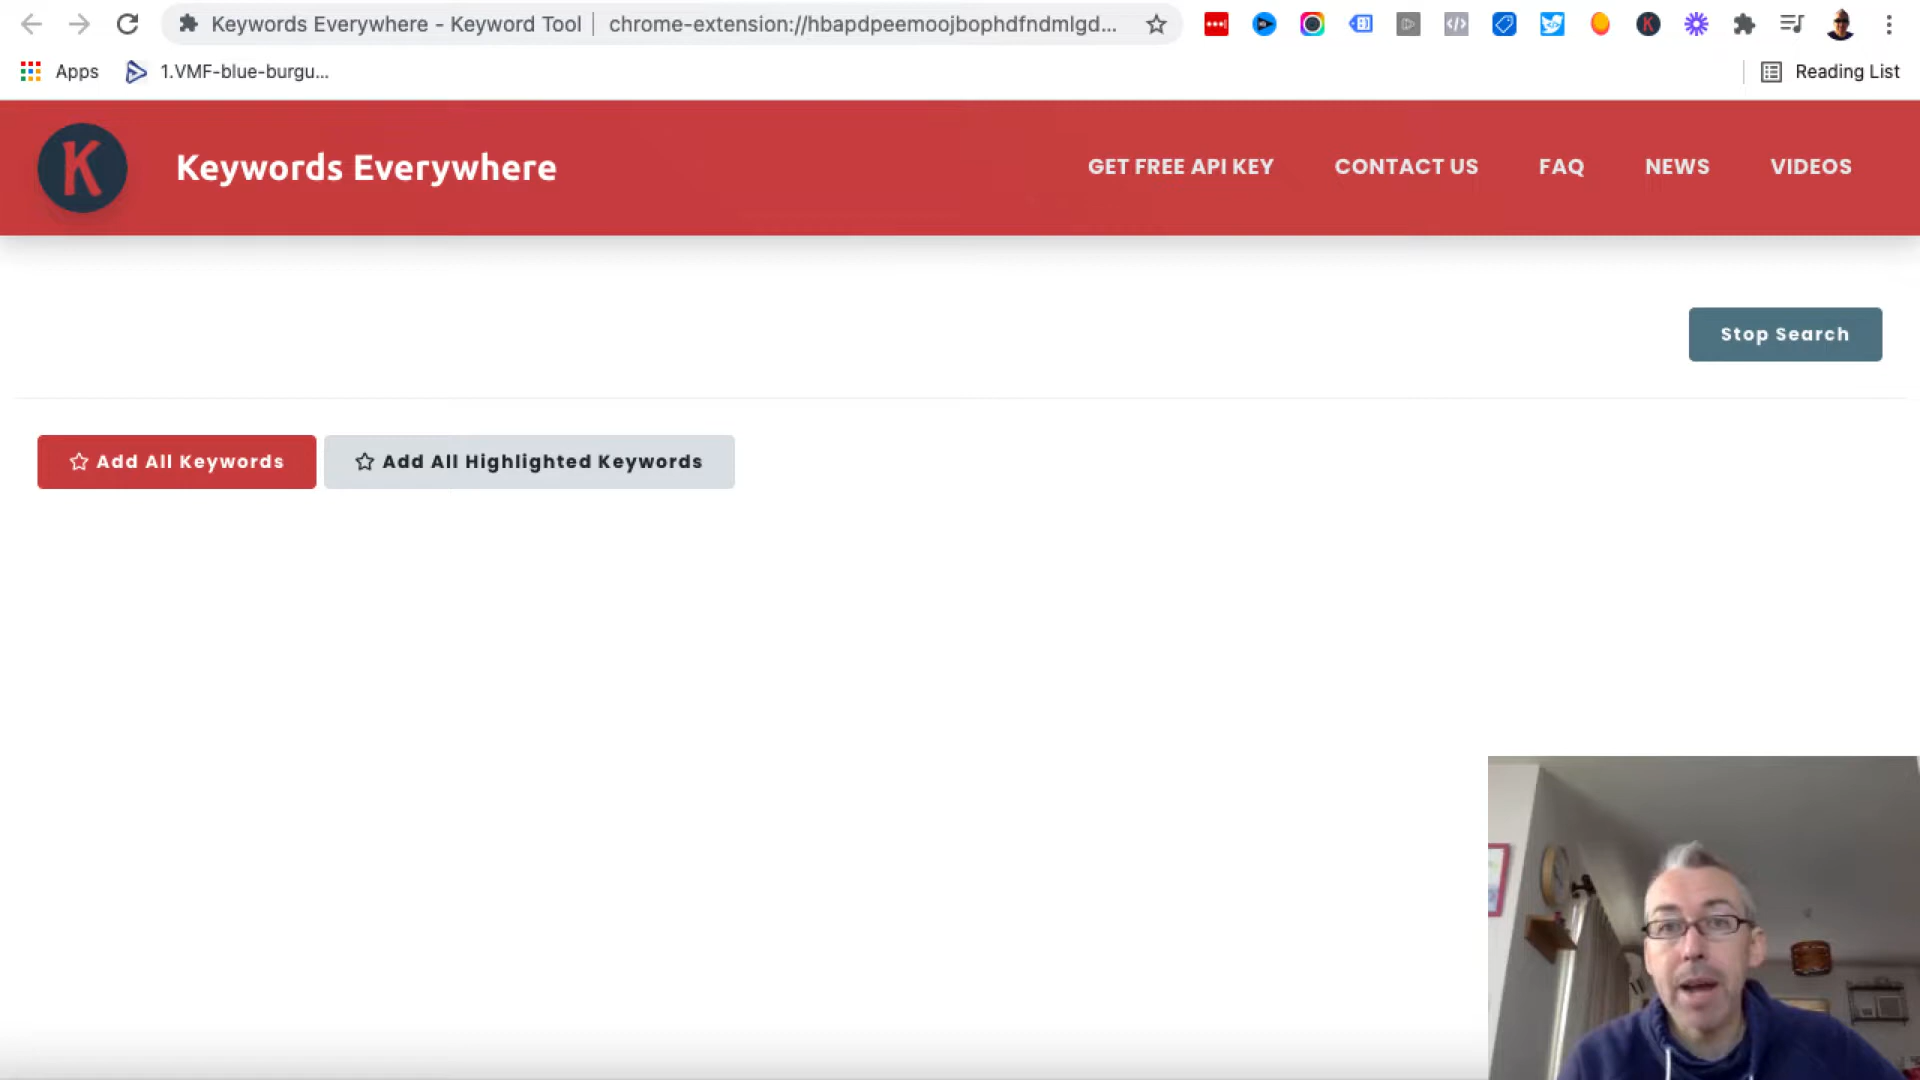 Keywords Everywhere - Keyword Tool chrome-extension://hbapdpeemoojbophdfndmlgd...
Apps 1.VMF-blue-burgu... Reading List
K Keywords Everywhere GET FREE API KEY CONTACT US FAQ NEWS VIDEOS
Stop Search
Add All Keywords Add All Highlighted Keywords